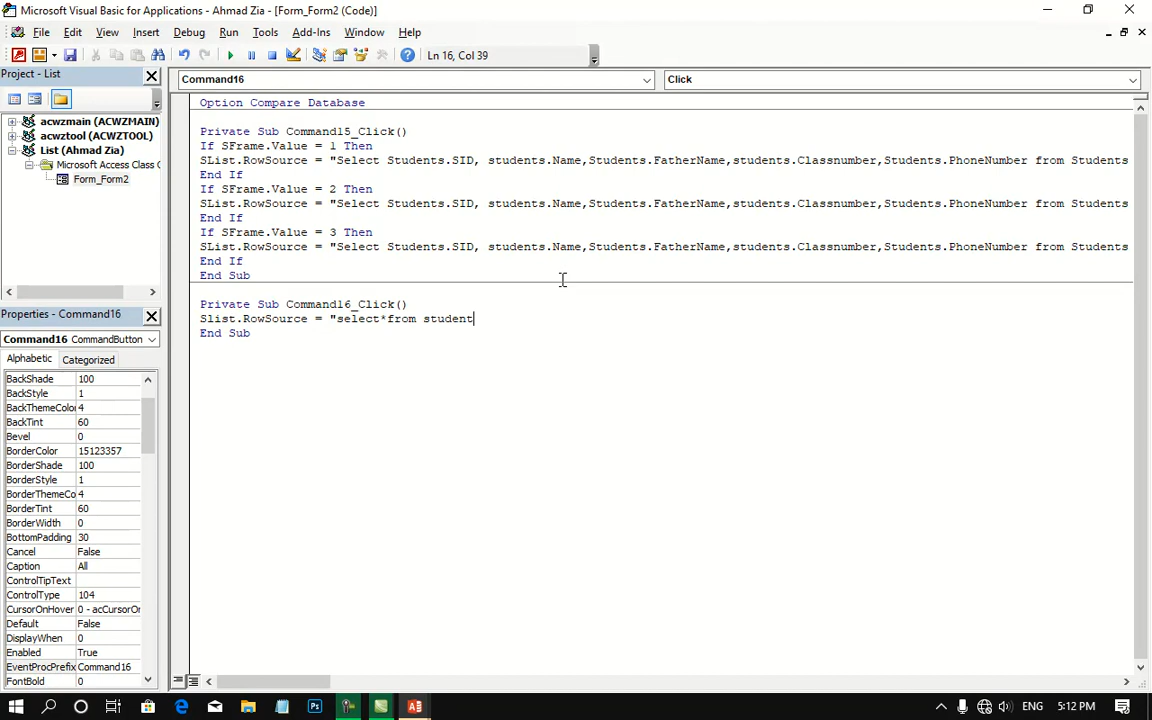 Microsoft Visual Basic for Applications - Ahmad Zia - [Form_Form2 (Code)]
File Edit View Insert Format Debug Run Tools Add-Ins Window Help
Ln 16, Col 39
Project - List
Command16 Click
acwzmain (ACWZMAIN)
acwztool (ACWZTOOL)
List (Ahmad Zia)
Microsoft Access Class O
Form_Form2
Option Compare Database
Private Sub Command15_Click()
If SFrame.Value = 1 Then
SList.RowSource = "Select Students.SID, students.Name,Students.FatherName,students.Classnumber,Students.PhoneNumber from Students
End If
If SFrame.Value = 2 Then
SList.RowSource = "Select Students.SID, students.Name,Students.FatherName,students.Classnumber,Students.PhoneNumber from Students
End If
If SFrame.Value = 3 Then
SList.RowSource = "Select Students.SID, students.Name,Students.FatherName,students.Classnumber,Students.PhoneNumber from Students
End If
End Sub
Private Sub Command16_Click()
Slist.RowSource = "select*from student
End Sub
Properties - Command16
Command16 CommandButton
Alphabetic Categorized
BackShade 100
BackStyle 1
BackThemeColo 4
BackTint 60
Bevel 0
BorderColor 15123357
BorderShade 100
BorderStyle 1
BorderThemeCo 4
BorderTint 60
BorderWidth 0
BottomPadding 30
Cancel False
Caption All
ControlTipText
ControlType 104
CursorOnHover 0 - acCursorOn
Default False
DisplayWhen 0
Enabled True
EventProcPrefix Command16
FontBold 0
ENG 5:12 PM